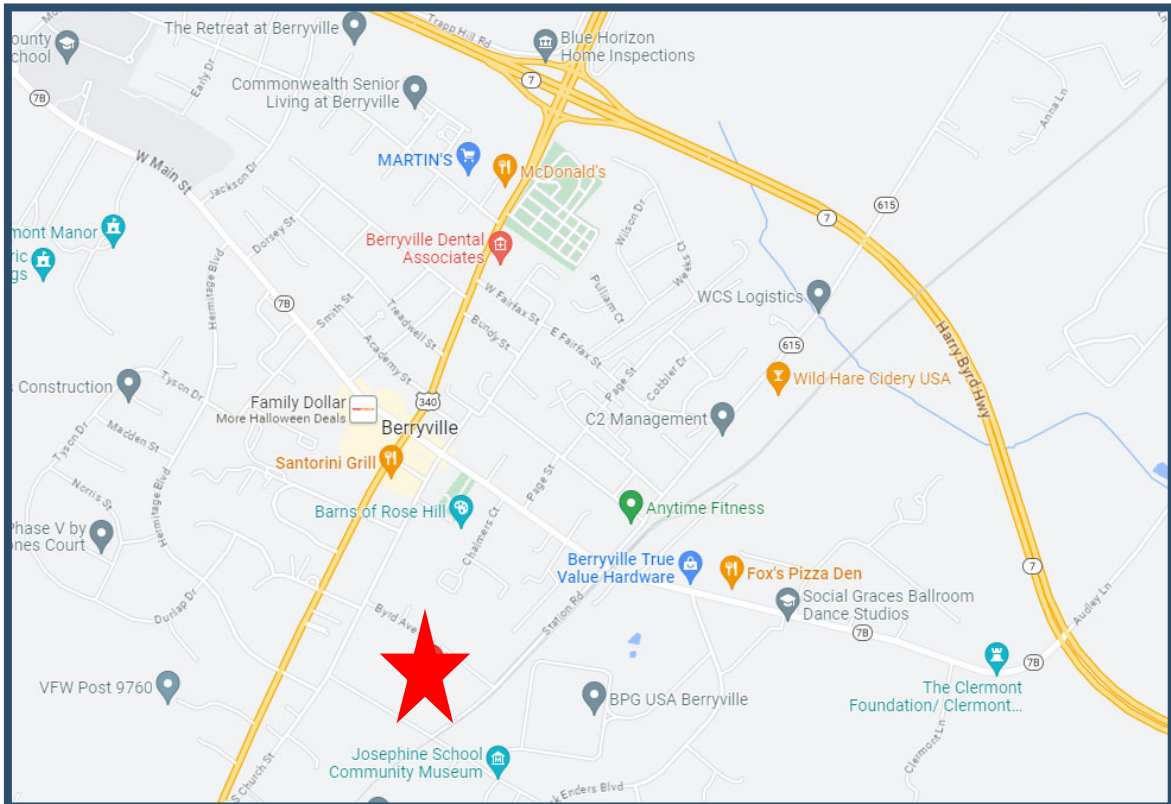 The Retreat at Berryville
Trapp Hill Rd
Blue Horizon
Home Inspections
ounty
chool
Early Dr
7
7B
Commonwealth Senior
Living at Berryville
Anna Ln
W Main St
MARTIN'S
McDonald's
Jackson Dr
615
7
mont Manor
Dorsey St
Wilson Dr
Berryville Dental
Associates
ric
gs
Weeks Ct
Hermitage Blvd
Pulliam Ct
WCS Logistics
7B
W Fairfax St
Smith St
Treadwell St
Bundy St
E Fairfax St
615
Harry Byrd Hwy
Academy St
s Construction
Tyson Dr
Page St
Cobbler Dr
Wild Hare Cidery USA
Family Dollar
More Halloween Deals
340
Berryville
C2 Management
Madden St
Tyson Dr
Santorini Grill
Norris St
Hermitage Blvd
Page St
Barns of Rose Hill
Anytime Fitness
Phase V by
ones Court
Chalmers Ct
Berryville True
Value Hardware
Fox's Pizza Den
7
Dunlap Dr
Byrd Ave
Station Rd
Social Graces Ballroom
Dance Studios
Audley Ln
7B
7B
VFW Post 9760
BPG USA Berryville
The Clermont
Foundation/ Clermont...
Josephine School
Community Museum
Clermont Ln
S Church St
k Enders Blvd